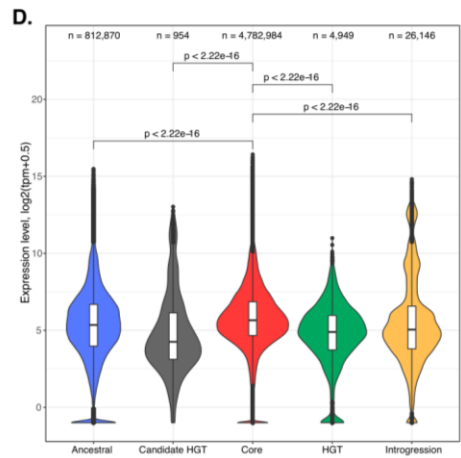 D.
n = 812,870 n = 954 n = 4,782,984 n = 4,949 n = 26,146
p < 2.22e-16
p < 2.22e-16
p < 2.22e-16
p < 2.22e-16
Expression level, log2(tpm+0.5)
20
15
10
5
0
Ancestral Candidate HGT Core HGT Introgression